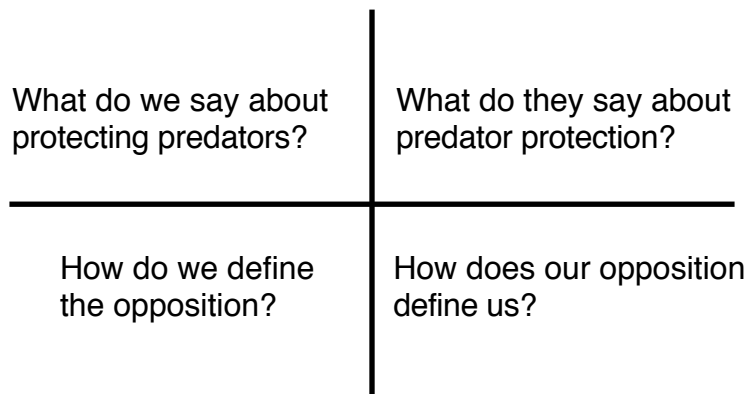 What do we say about
protecting predators?
What do they say about
predator protection?
How do we define
the opposition?
How does our opposition
define us?